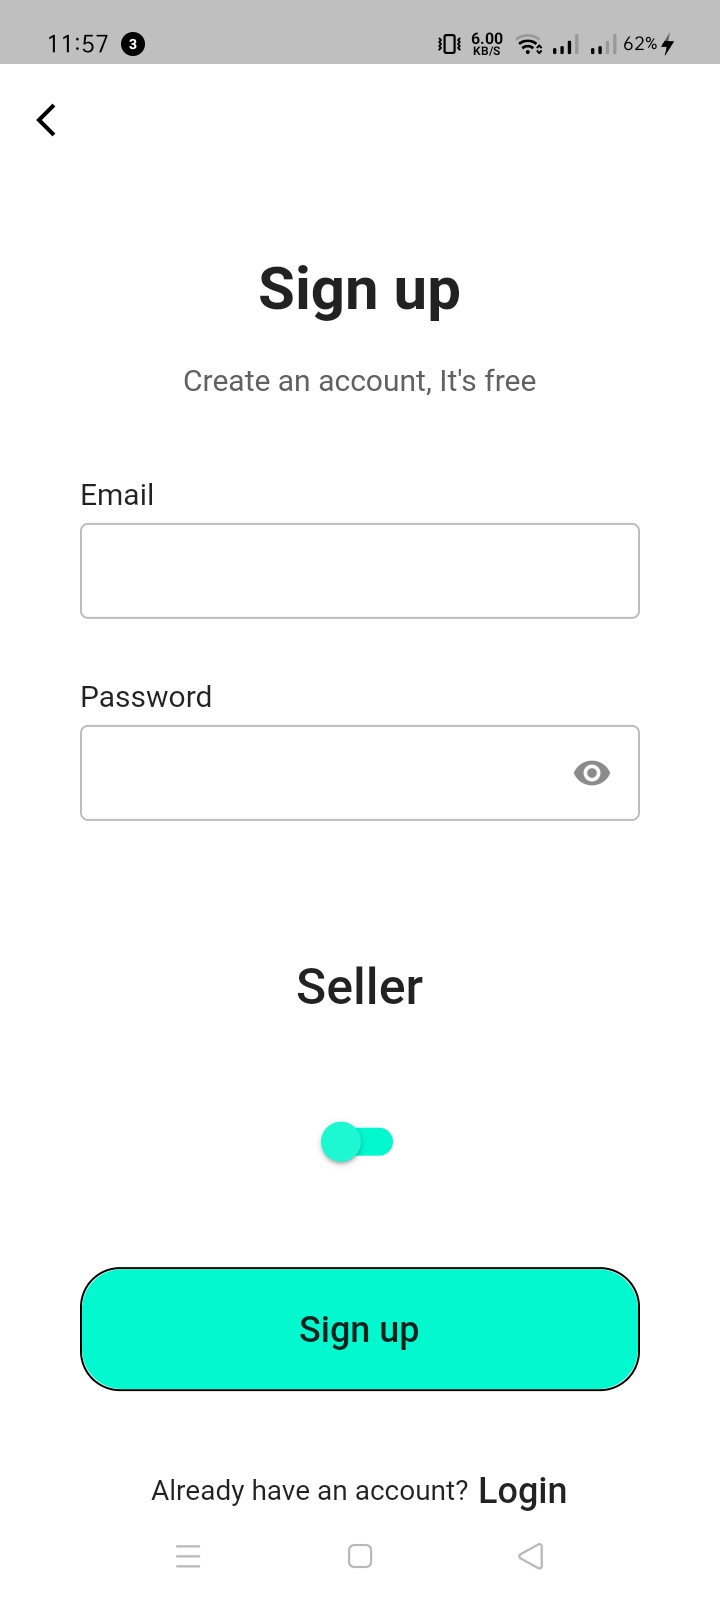 11:57 3 6.00 KB/S 62%
Sign up
Create an account, It's free
Email
Password
Seller
Sign up
Already have an account? Login